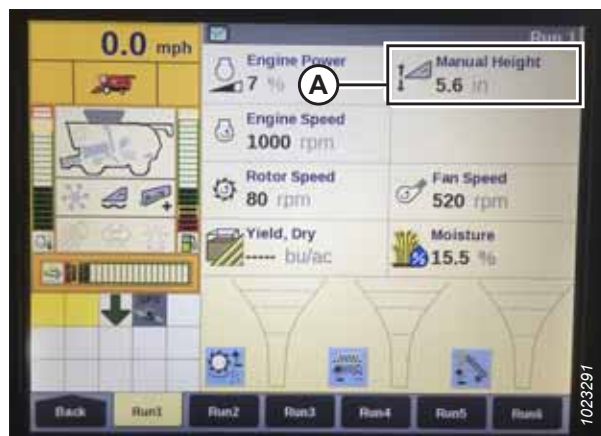 0.0 mph
Run 1
Engine Power
7 %
A
Manual Height
5.6 in
Engine Speed
1000 rpm
Rotor Speed
80 rpm
Fan Speed
520 rpm
Yield, Dry
----- bu/ac
Moisture
15.5 %
Back
Run1
Run2
Run3
Run4
Run5
Run6
1023291